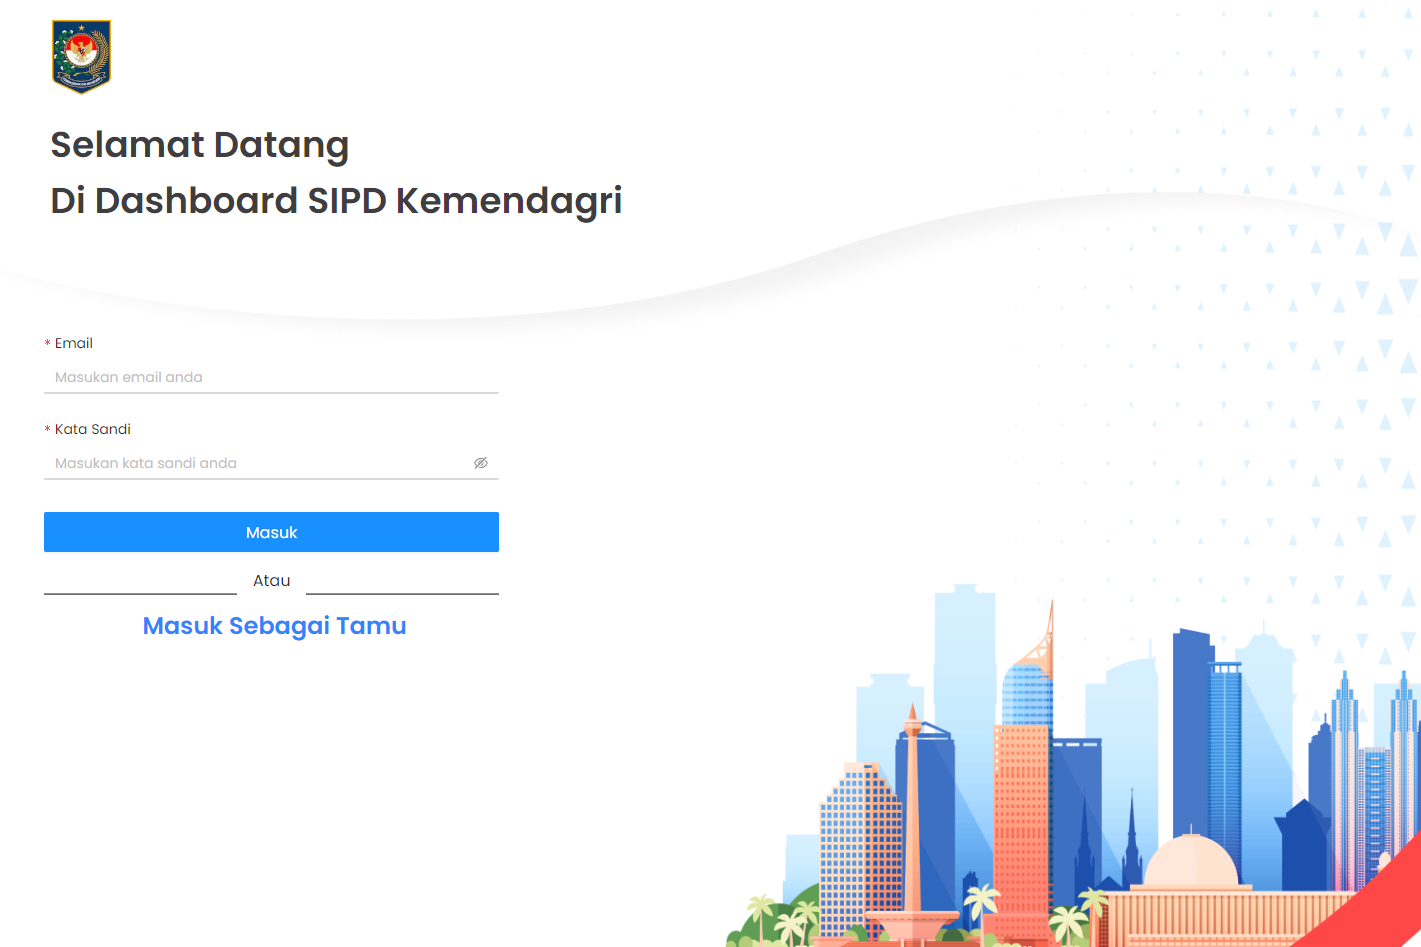 Selamat Datang
Di Dashboard SIPD Kemendagri
* Email
Masukan email anda
* Kata Sandi
Masukan kata sandi anda
Masuk
Atau
Masuk Sebagai Tamu